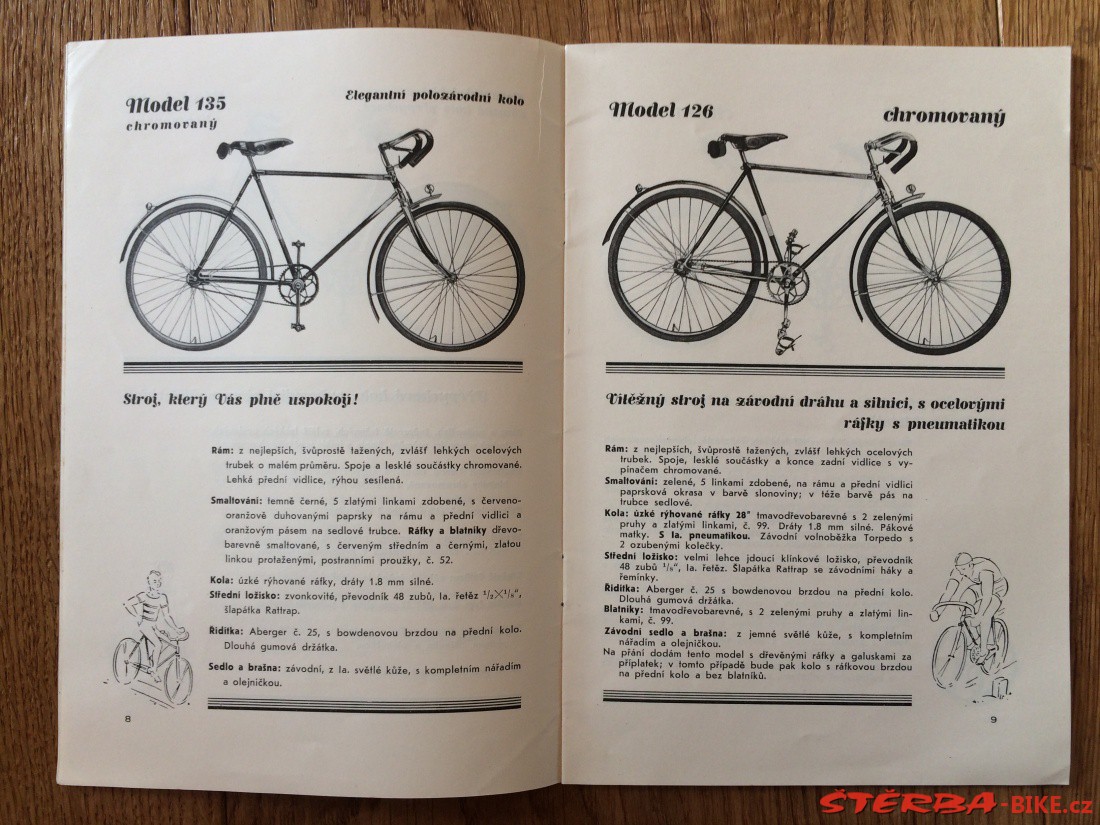 Model 135
chromovaný
Elegantní polozávodní kolo
Stroj, který Vás plně uspokojí!
Rám: z nejlepších, švůprostě tažených, zvlášť lehkých ocelových
trubek o malém průměru. Spoje a lesklé součástky chromované.
Lehká přední vidlice, rýhou sesílená.
Smaltování: temně černé, 5 zlatými linkami zdobené, s červeno-
oranžově duhovanými paprsky na rámu a přední vidlici a
oranžovým pásem na sedlové trubce. Ráfky a blatníky dřevo-
barevně smaltované, s červeným středním a černými, zlatou
linkou protaženými, postranními proužky, č. 52.
Kola: úzké rýhované ráfky, dráty 1.8 mm silné.
Střední ložisko: zvonkovité, převodník 48 zubů, Ia. řetěz 1/2×1/8",
šlapátka Rattrap.
Řidítka: Aberger č. 25, s bowdenovou brzdou na přední kolo.
Dlouhá gumová držátka.
Sedlo a brašna: závodní, z Ia. světlé kůže, s kompletním nářadím
a olejničkou.
8
Model 126
chromovaný
Vítězný stroj na závodní dráhu a silnici, s ocelovými
ráfky s pneumatikou
Rám: z nejlepších, švůprostě tažených, zvlášť lehkých ocelových
trubek. Spoje, lesklé součástky a konce zadní vidlice s vy-
pínačem chromované.
Smaltování: zelené, 5 linkami zdobené, na rámu a přední vidlici
paprsková okrasa v barvě slonoviny; v téže barvě pás na
trubce sedlové.
Kola: úzké rýhované ráfky 28" tmavodřevobarevné s 2 zelenými
pruhy a zlatými linkami, č. 99. Dráty 1.8 mm silné. Pákové
matky. S Ia. pneumatikou. Závodní volnoběžka Torpedo s
2 ozubenými kolečky.
Střední ložisko: velmi lehce jdoucí klínkové ložisko, převodník
48 zubů 1/8", Ia. řetěz. Šlapátka Rattrap se závodními háky a
řemínky.
Řidítka: Aberger č. 25 s bowdenovou brzdou na přední kolo.
Dlouhá gumová držátka.
Blatníky: tmavodřevobarevné, s 2 zelenými pruhy a zlatými lin-
kami, č. 99.
Závodní sedlo a brašna: z jemné světlé kůže, s kompletním
nářadím a olejničkou.
Na přání dodám tento model s dřevěnými ráfky a galuskami za
příplatek; v tomto případě bude pak kolo s ráfkovou brzdou
na přední kolo a bez blatníků.
9
ŠTĚRBA-BIKE.cz